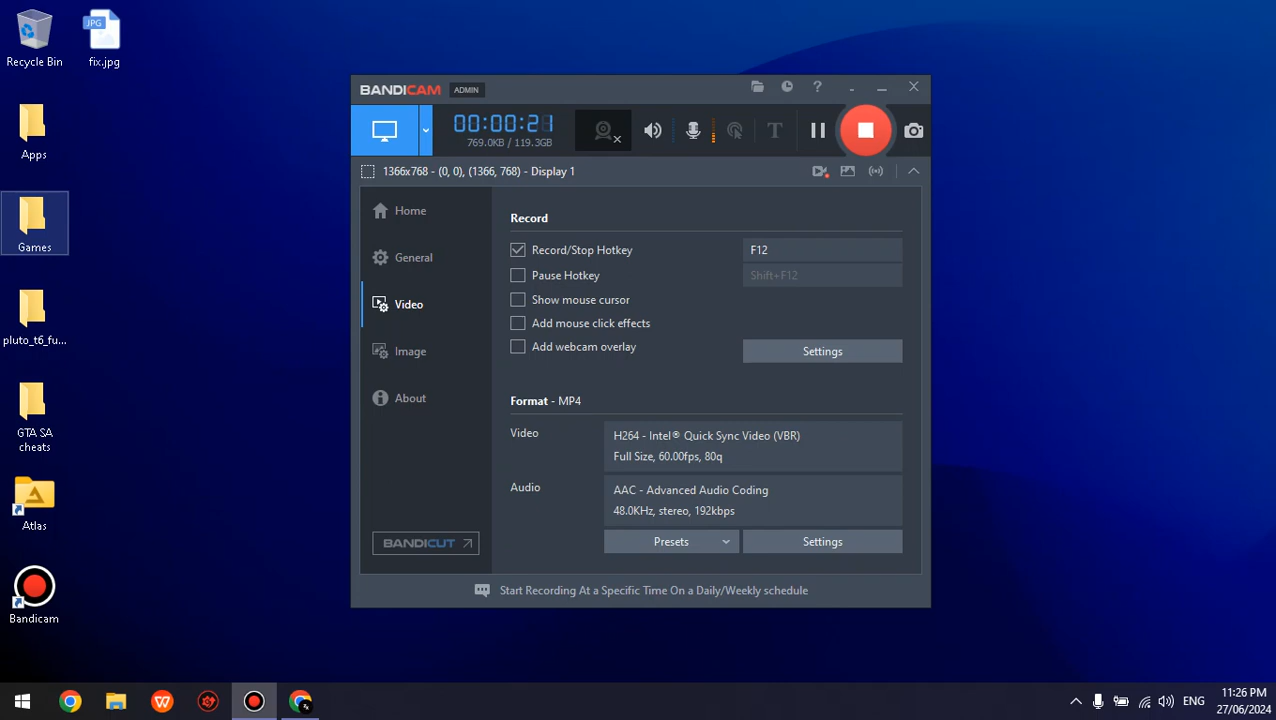 Recycle Bin
JPG
fix.jpg
Apps
Games
pluto_t6_fu...
GTA SA
cheats
Atlas
Bandicam
BANDICAM ADMIN
?
00:00:21
769.0KB / 119.3GB
T
1366x768 - (0, 0), (1366, 768) - Display 1
Home
General
Video
Image
About
BANDICUT
Record
Record/Stop Hotkey F12
Pause Hotkey Shift+F12
Show mouse cursor
Add mouse click effects
Add webcam overlay Settings
Format - MP4
Video H264 - Intel® Quick Sync Video (VBR)
Full Size, 60.00fps, 80q
Audio AAC - Advanced Audio Coding
48.0KHz, stereo, 192kbps
Presets Settings
Start Recording At a Specific Time On a Daily/Weekly schedule
ENG
11:26 PM
27/06/2024